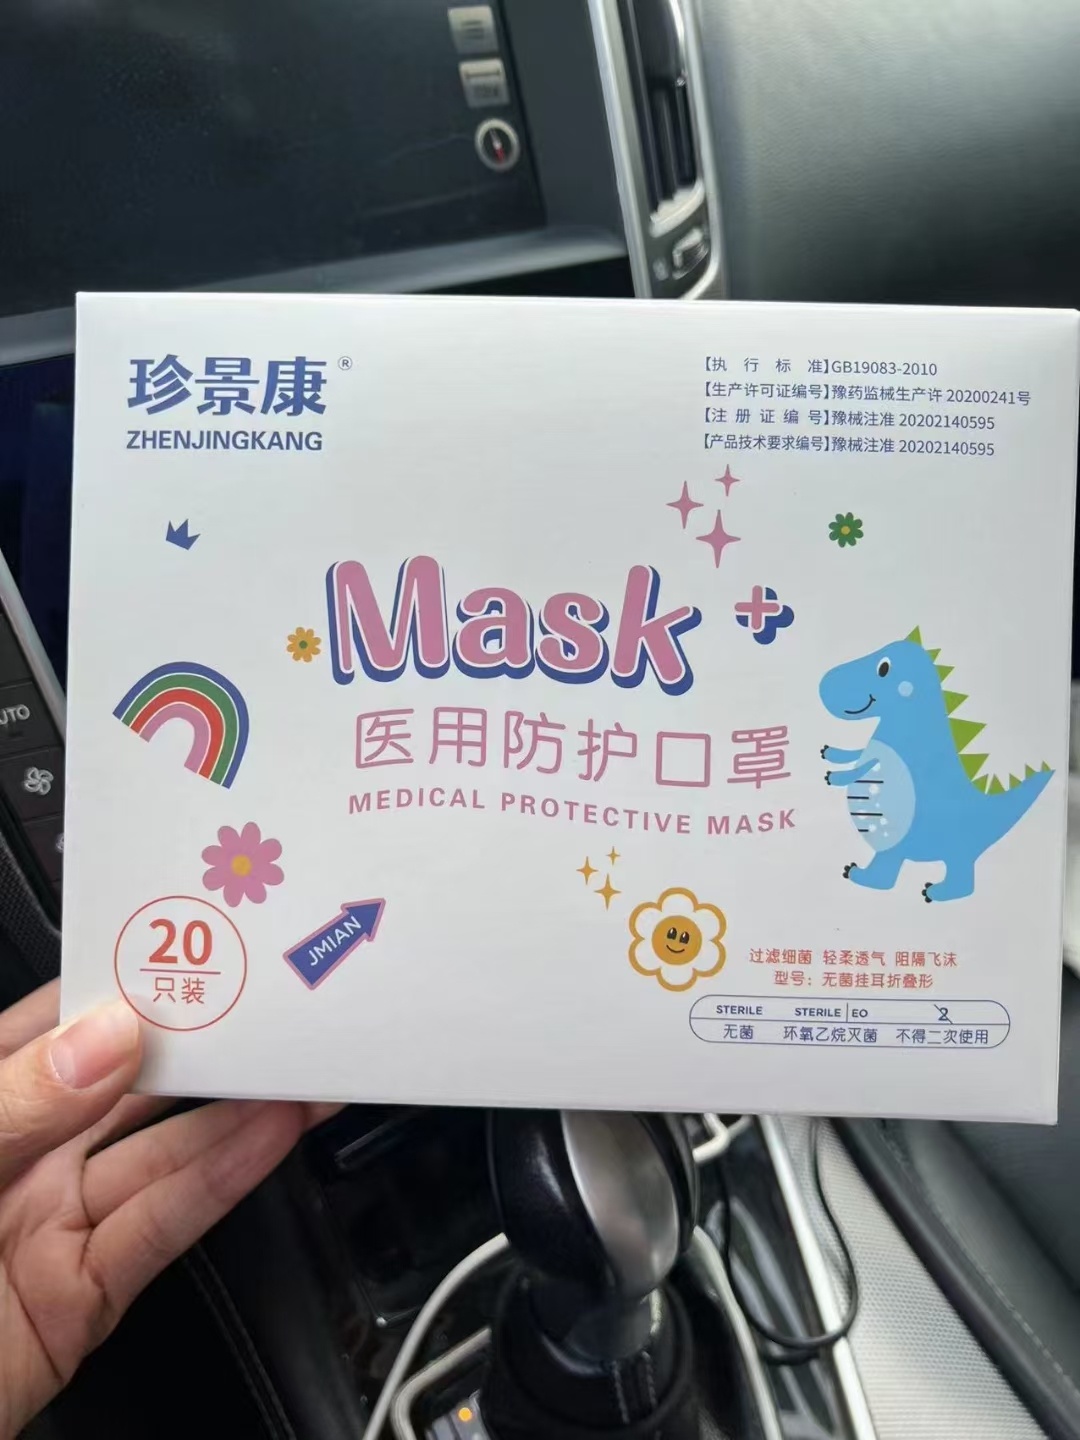 珍景康®
ZHENJINGKANG
【执行标准】GB19083-2010
【生产许可证编号】豫药监械生产许 20200241号
【注册证编号】豫械注准 20202140595
【产品技术要求编号】豫械注准 20202140595
Mask+
医用防护口罩
MEDICAL PROTECTIVE MASK
JMIAN
20
只装
过滤细菌 轻柔透气 阻隔飞沫
型号：无菌挂耳折叠形
STERILE STERILE EO 2
无菌 环氧乙烷灭菌 不得二次使用
UTO